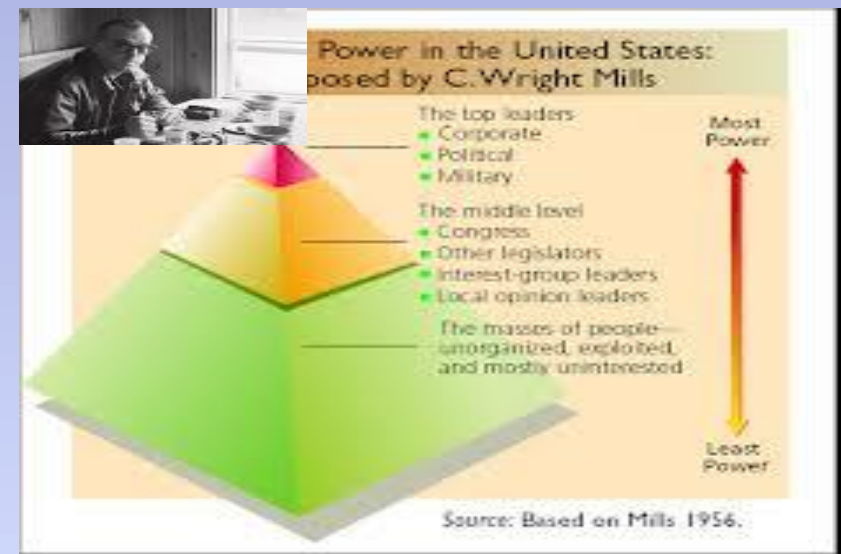 Power in the United States:
posed by C. Wright Mills
The top leaders
Corporate
Political
Military
Most
Power
The middle level
Congress
Other legislators
Interest-group leaders
Local opinion leaders
The masses of people—
unorganized, exploited,
and mostly uninterested
Least
Power
Source: Based on Mills 1956.